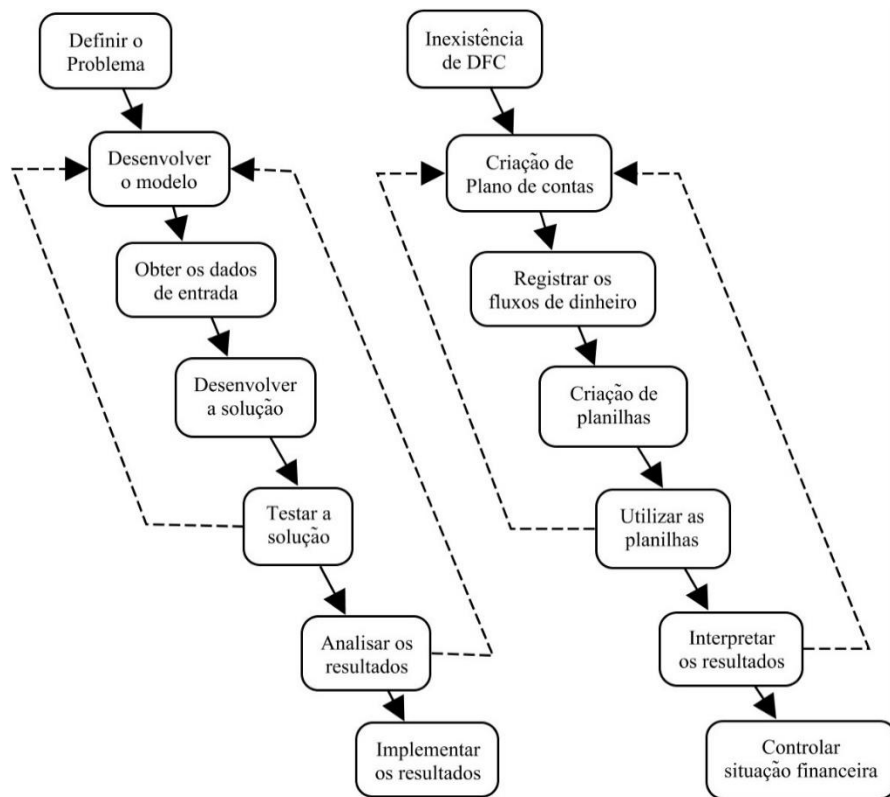 Definir o
Problema
Desenvolver
o modelo
Obter os dados
de entrada
Desenvolver
a solução
Testar a
solução
Analisar os
resultados
Implementar
os resultados
Inexistência
de DFC
Criação de
Plano de contas
Registrar os
fluxos de dinheiro
Criação de
planilhas
Utilizar as
planilhas
Interpretar
os resultados
Controlar
situação financeira